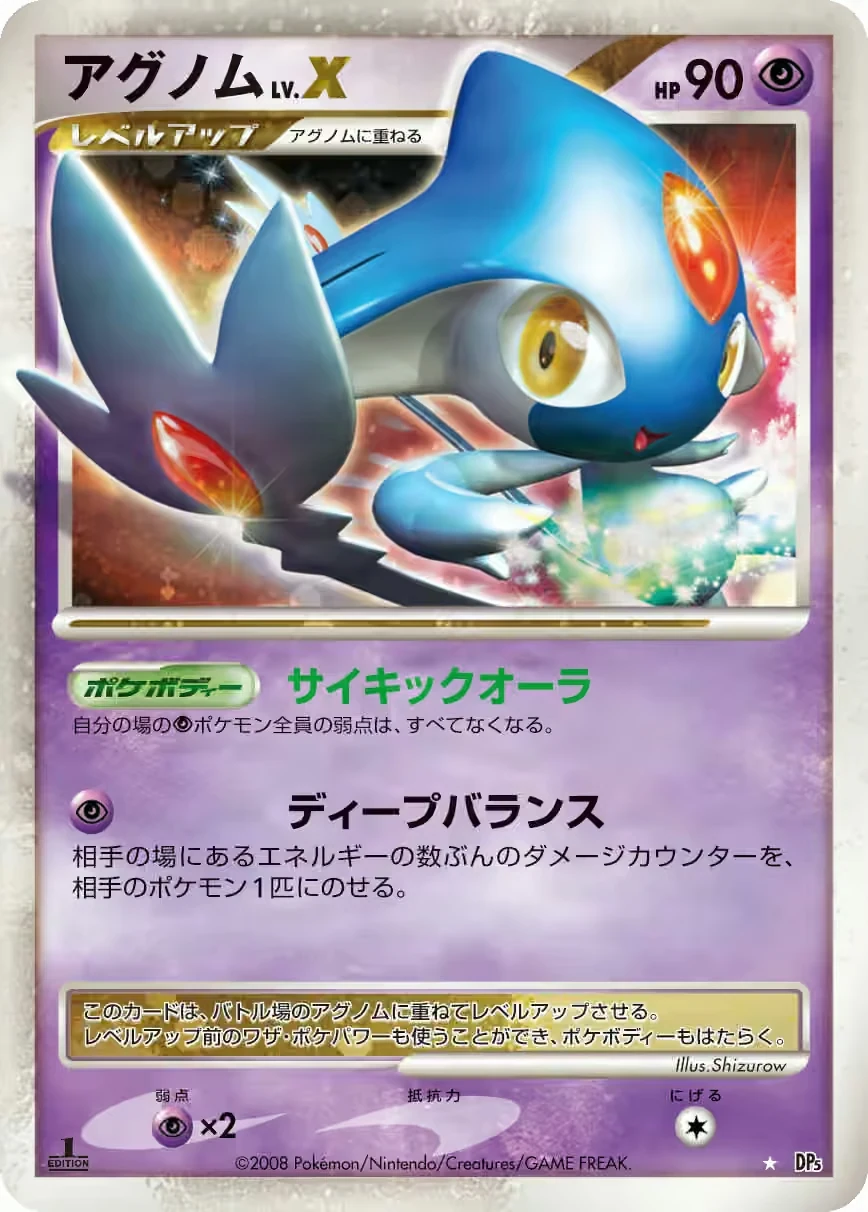 アグノム LV.X HP 90
レベルアップ アグノムに重ねる
ポケボディー サイキックオーラ
自分の場のポケモン全員の弱点は、すべてなくなる。
ディープバランス
相手の場にあるエネルギーの数ぶんのダメージカウンターを、
相手のポケモン1匹にのせる。
このカードは、バトル場のアグノムに重ねてレベルアップさせる。
レベルアップ前のワザ・ポケパワーも使うことができ、ポケボディーもはたらく。
Illus.Shizurow
弱点 抵抗力 にげる
×2
1 EDITION ©2008 Pokémon/Nintendo/Creatures/GAME FREAK. ★ DP5